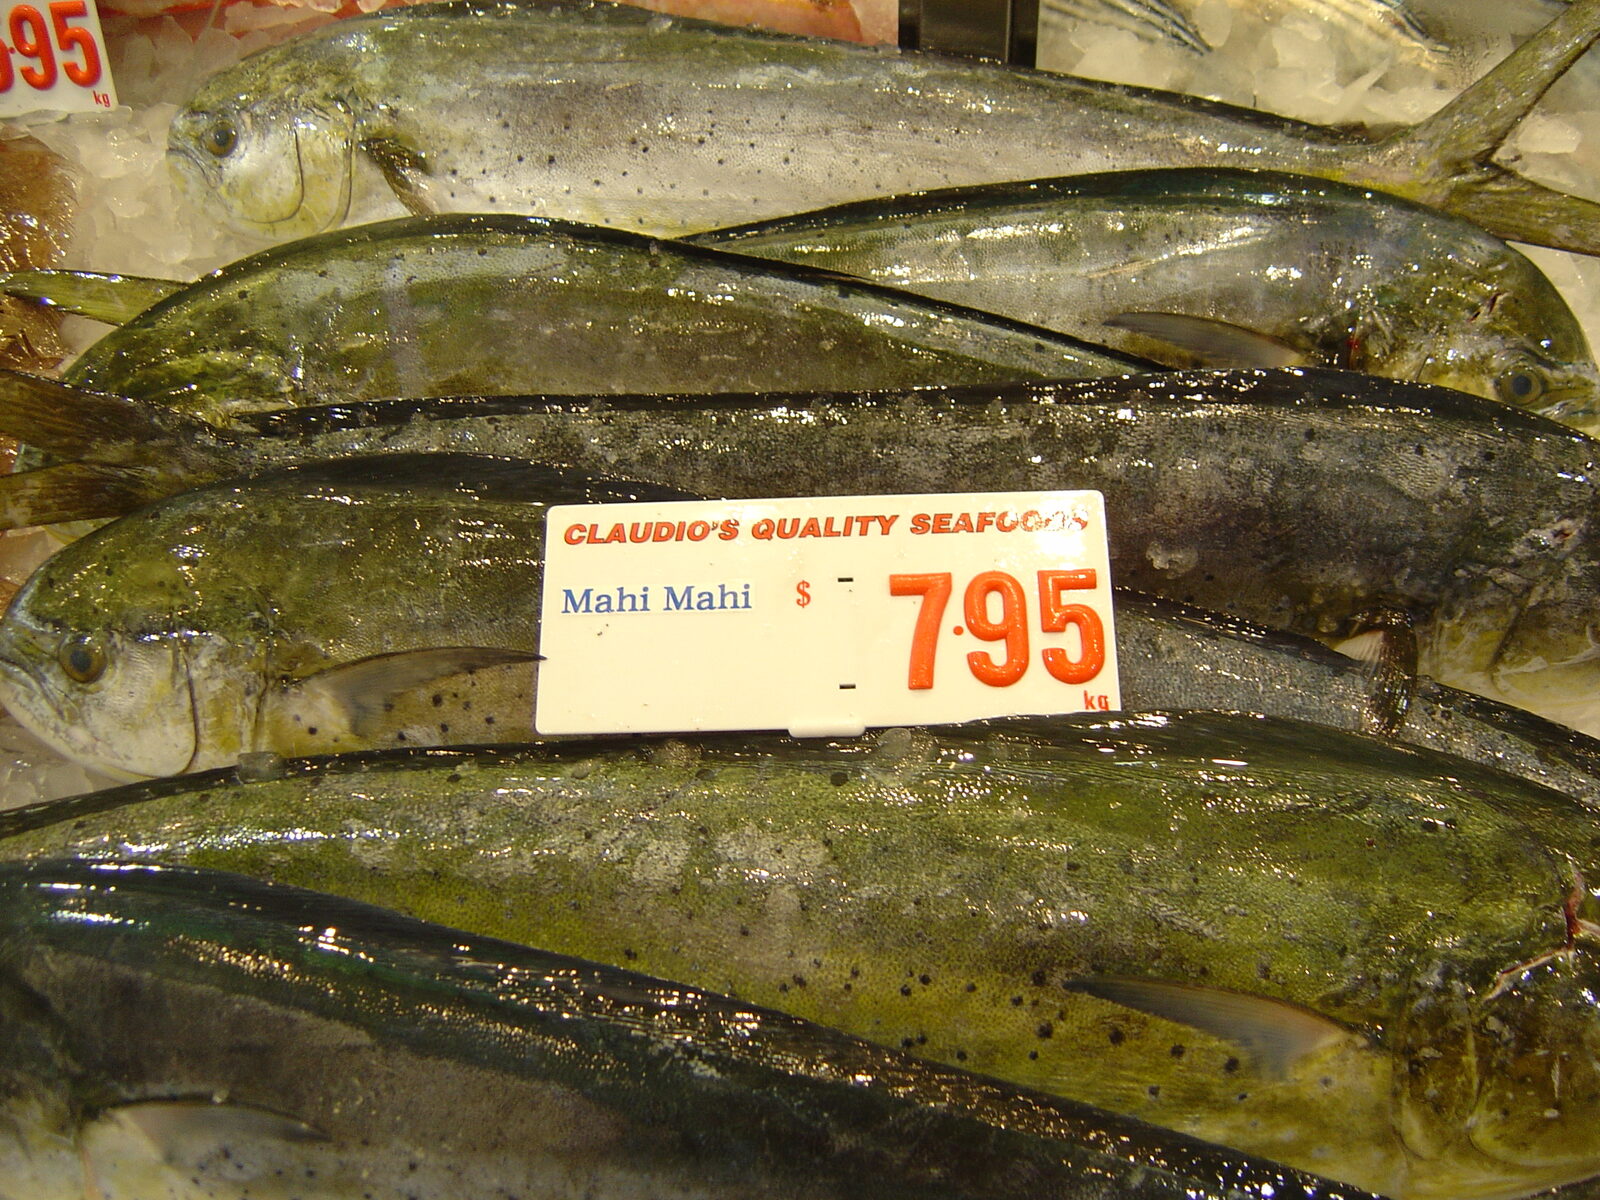 95
kg
CLAUDIO'S QUALITY SEAFOODS
Mahi Mahi $ 7.95
kg